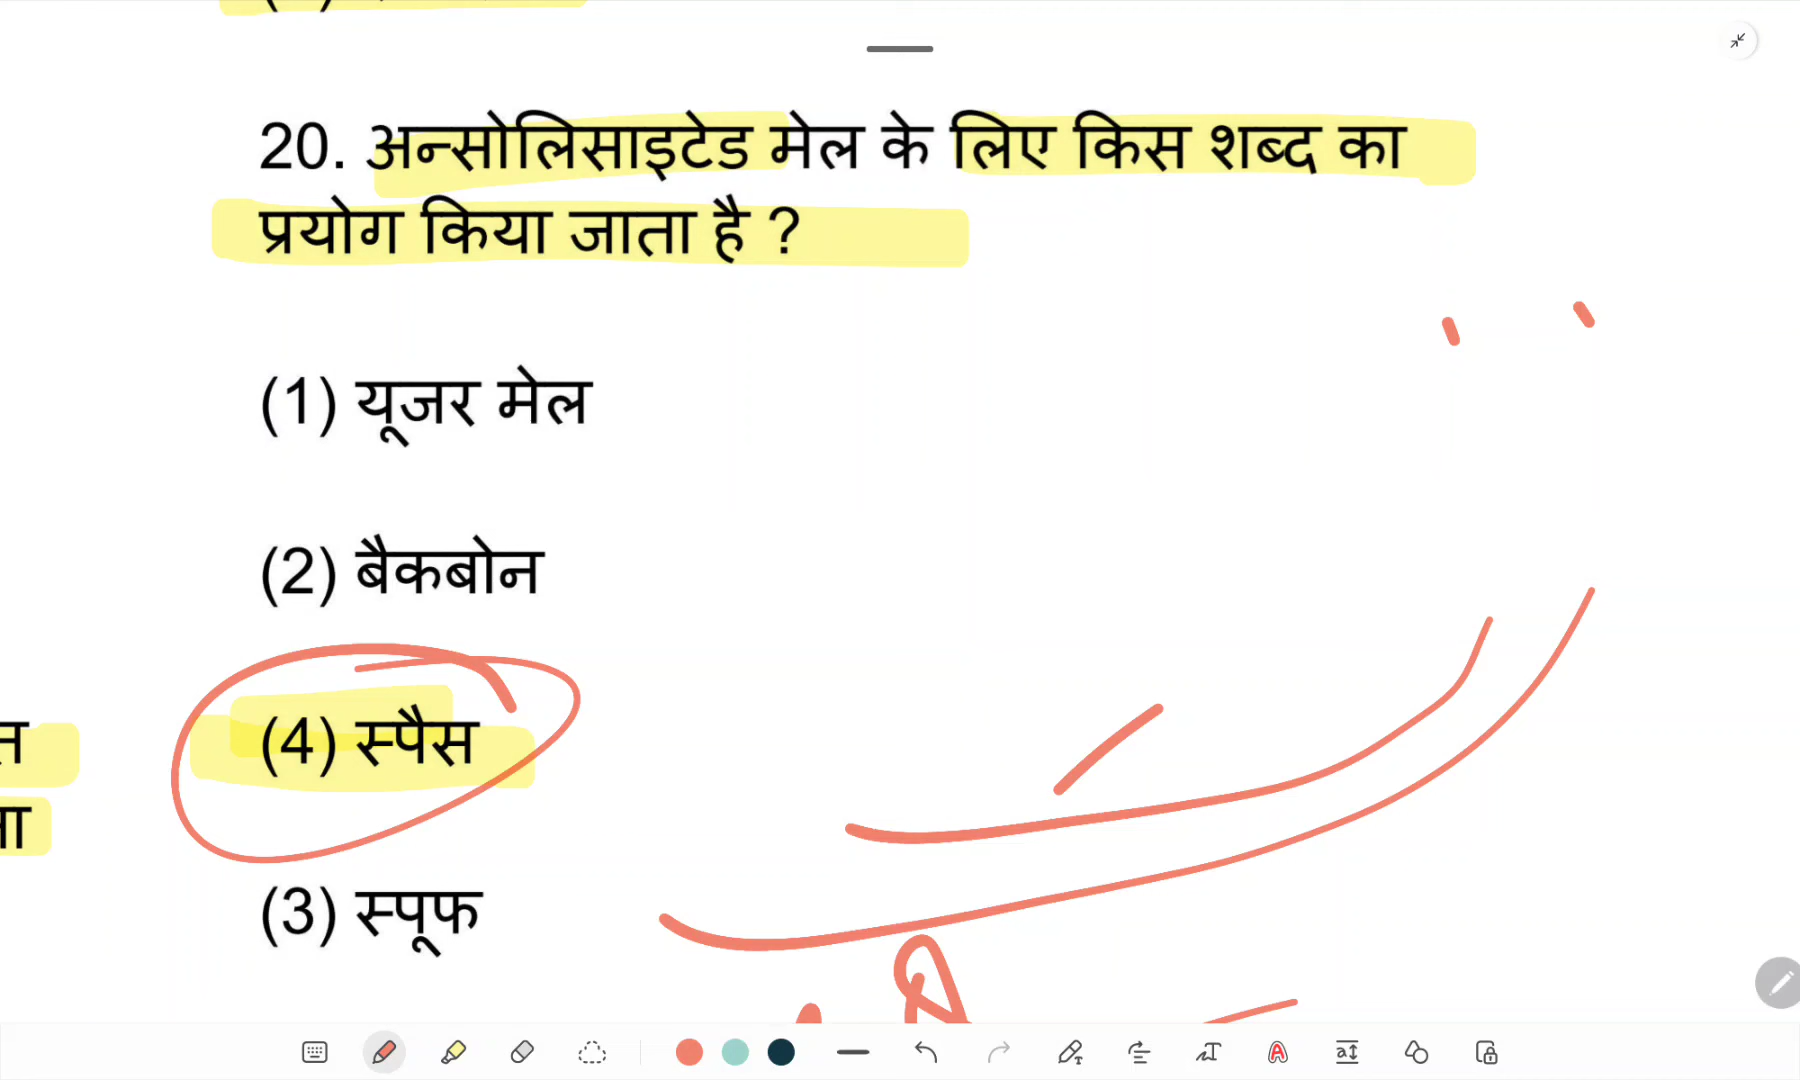 20. अन्सोलिसाइटेड मेल के लिए किस शब्द का
प्रयोग किया जाता है ?
(1) यूजर मेल
(2) बैकबोन
(4) स्पैस
(3) स्पूफ